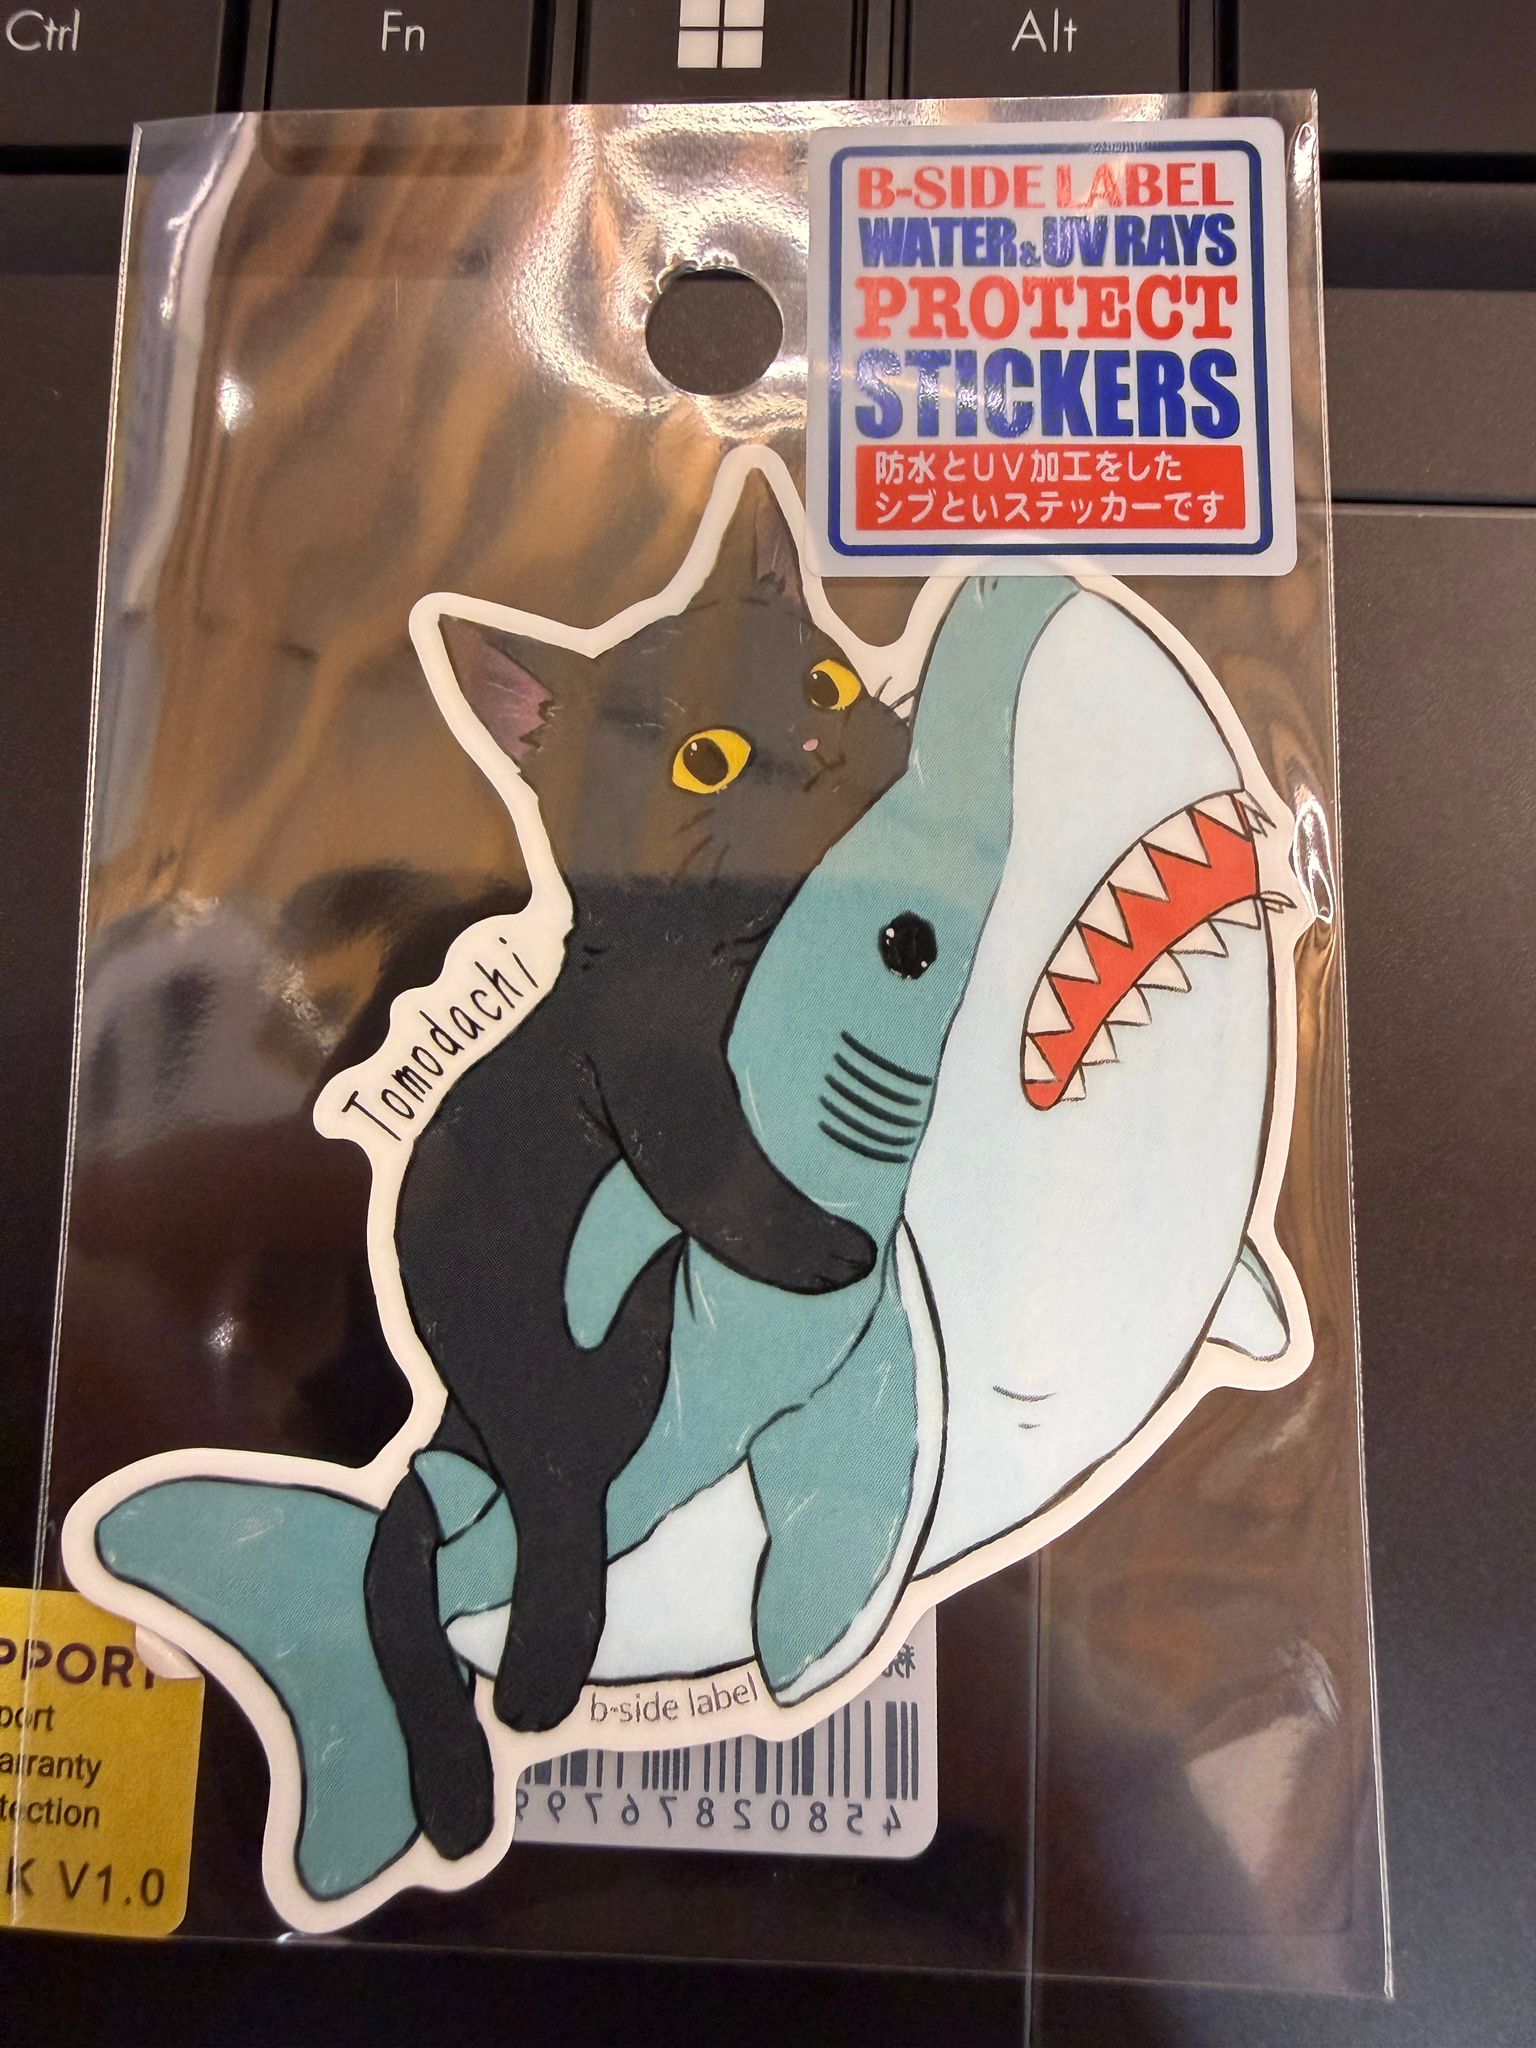 Ctrl
Fn
Alt
B-SIDE LABEL
WATER & UV RAYS
PROTECT
STICKERS
防水とUV加工をした
シブといステッカーです
Tomodachi
b-side label
PPORT
port
arranty
tection
K V1.0
税
4580287679